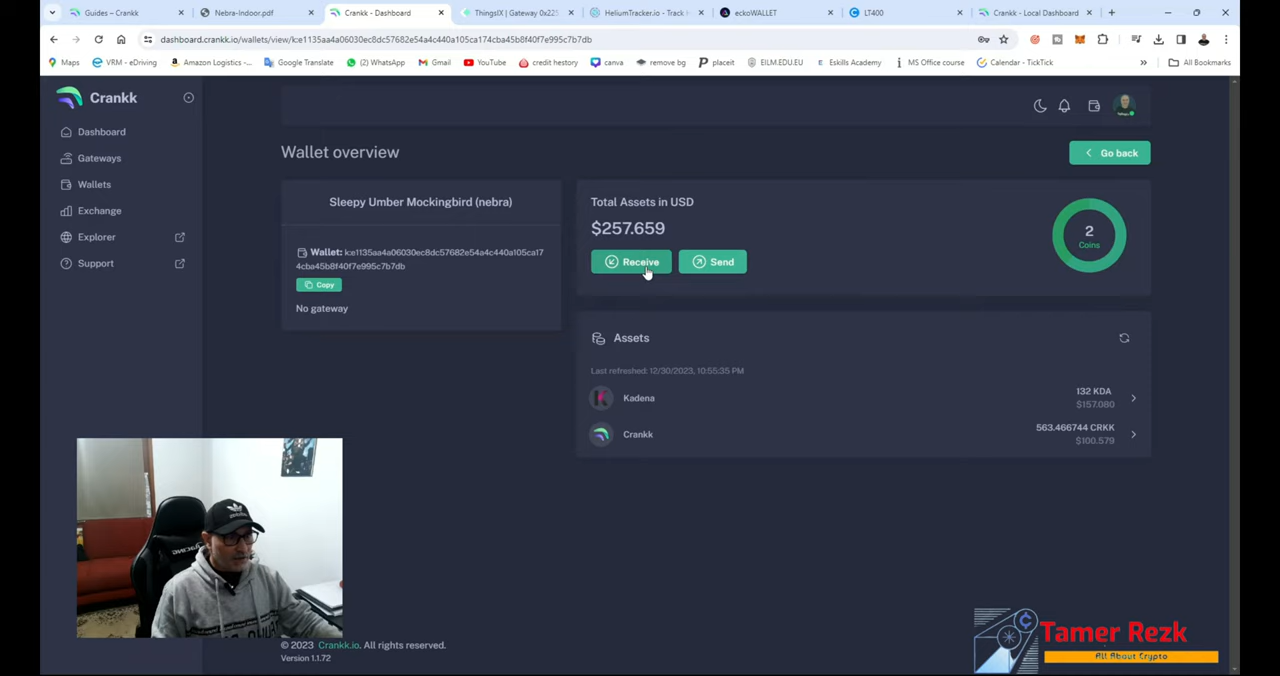 Guides – Crankk
Nebra-Indoor.pdf
Crankk - Dashboard
ThingsIX | Gateway 0x225
HeliumTracker.io - Track
eckoWALLET
LT400
Crankk - Local Dashboard
dashboard.crankk.io/wallets/view/k:e1135aa4a06030ec8dc57682e54a4c440a105ca174cba45b8f40f7e7195e9c7b7db
Maps
VRM - eDriving
Amazon Logistics -...
Google Translate
(2) WhatsApp
Gmail
YouTube
credit hestory
canva
remove bg
placeit
EILM.EDU.EU
Eskills Academy
MS Office course
Calendar - TickTick
All Bookmarks
Crankk
Dashboard
Gateways
Wallets
Exchange
Explorer
Support
Wallet overview
Go back
Sleepy Umber Mockingbird (nebra)
Wallet: k:e1135aa4a06030ec8dc57682e54a4c440a105ca17
4cba45b8f40f7e7195e9c7b7db
Copy
No gateway
Total Assets in USD
$257.659
Receive
Send
2
Coins
Assets
Last refreshed: 12/30/2023, 10:55:35 PM
Kadena
132 KDA
$157.080
Crankk
563.466744 CRKK
$100.579
© 2023 Crankk.io. All rights reserved.
Version 1.1.72
Tamer Rezk
All About Crypto